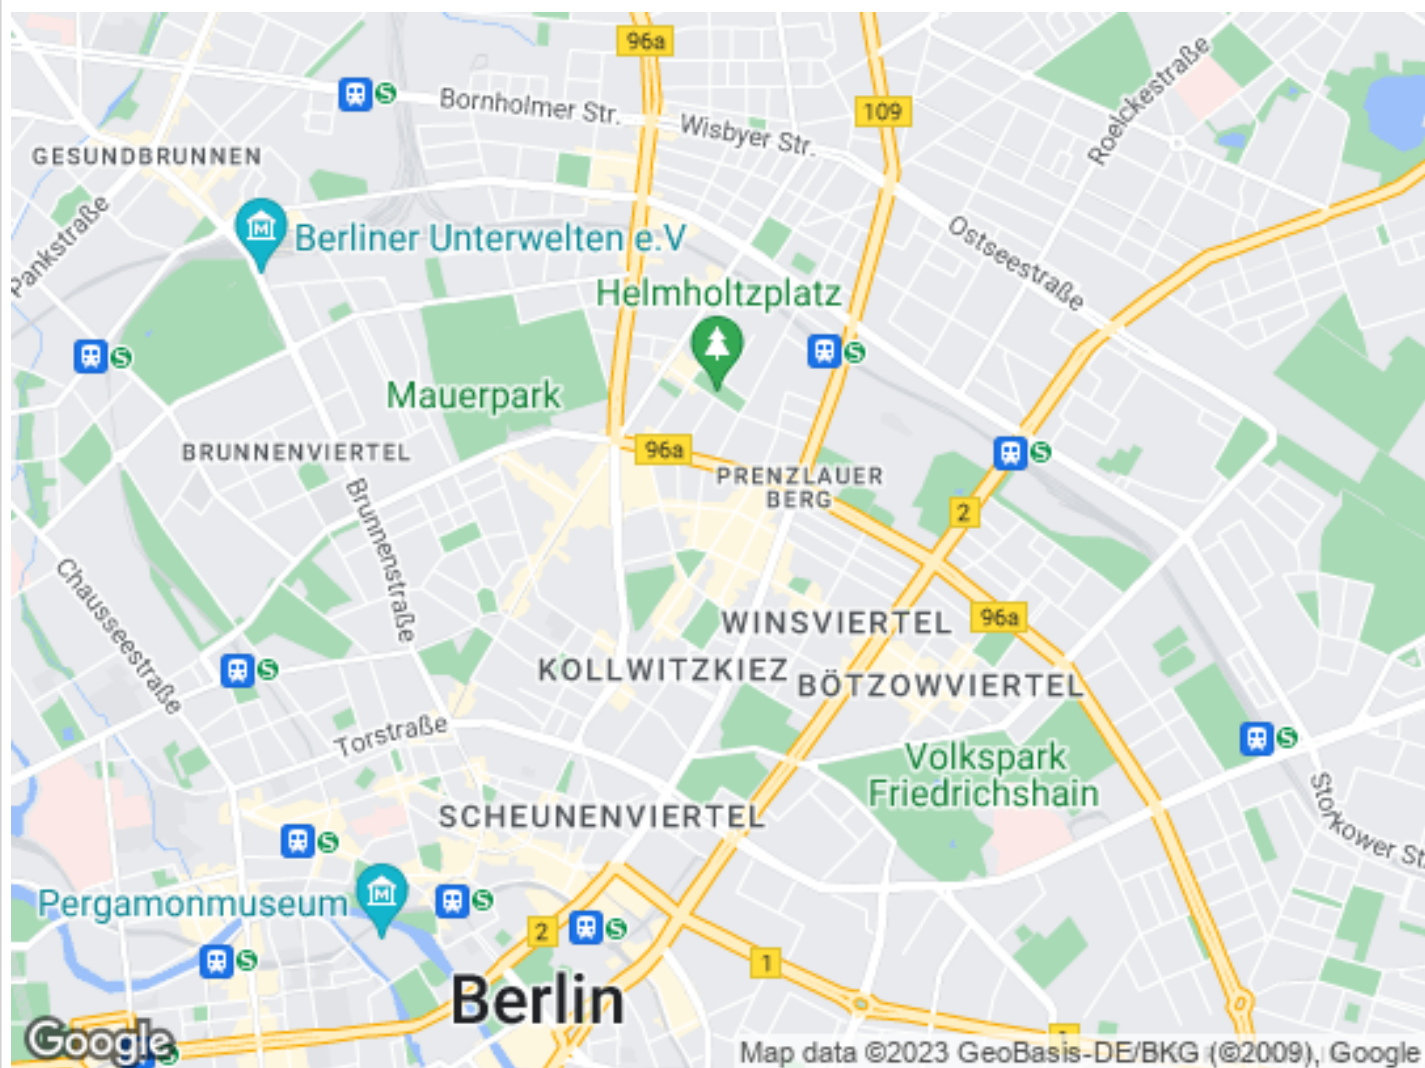 96a
S
Bornholmer Str.
109
Wisbyer Str.
Roelckestraße
GESUNDBRUNNEN
Pankstraße
Berliner Unterwelten e.V
Ostseestraße
Helmholtzplatz
S
S
Mauerpark
BRUNNENVIERTEL
96a
S
PRENZLAUER
BERG
2
Brunnenstraße
Chausseestraße
96a
WINSVIERTEL
S
KOLLWITZKIEZ
BÖTZOWVIERTEL
Torstraße
S
Volkspark
Friedrichshain
SCHEUNENVIERTEL
Storkower St
S
Pergamonmuseum
S
2
S
S
1
Berlin
Google
S
Map data ©2023 GeoBasis-DE/BKG (©2009), Google